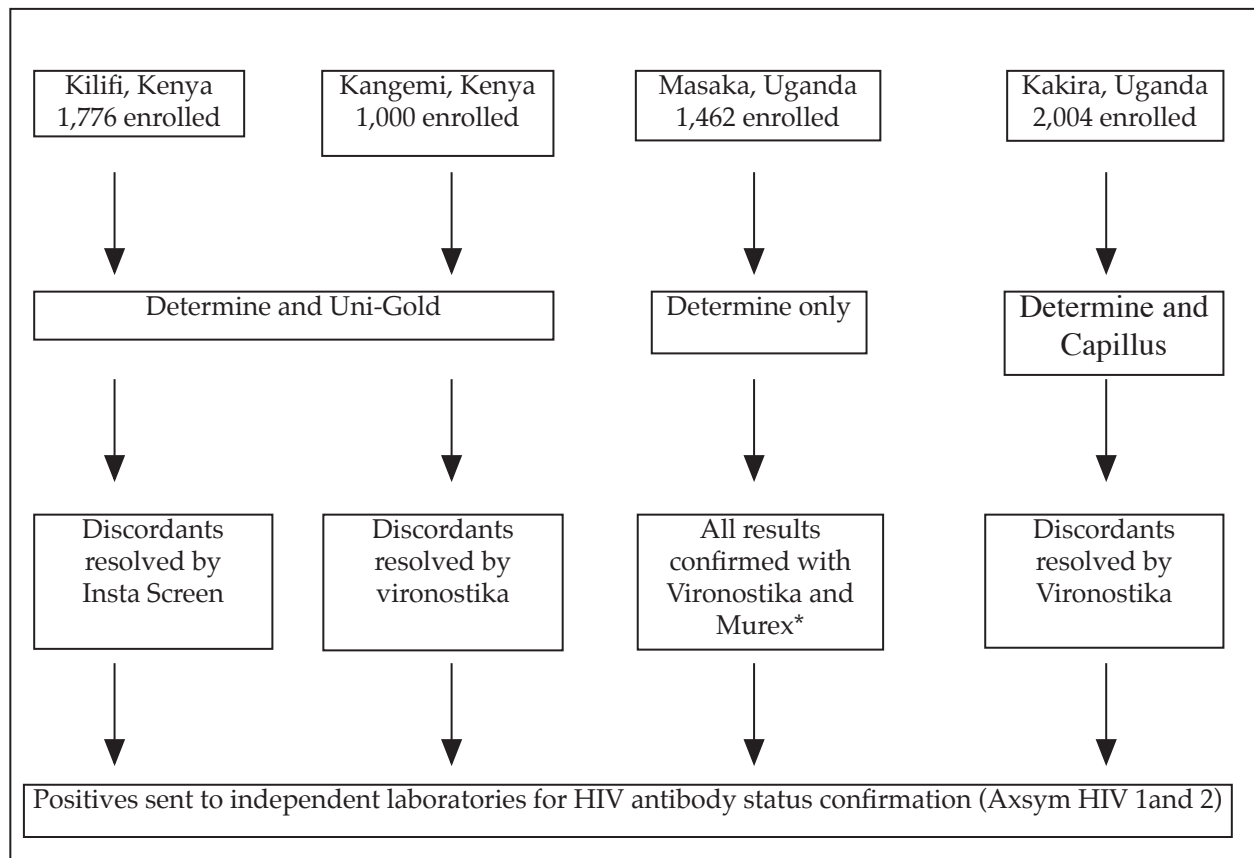 Kilifi, Kenya
1,776 enrolled
Kangemi, Kenya
1,000 enrolled
Masaka, Uganda
1,462 enrolled
Kakira, Uganda
2,004 enrolled
Determine and Uni-Gold
Determine only
Determine and
Capillus
Discordants
resolved by
Insta Screen
Discordants
resolved by
vironostika
All results
confirmed with
Vironostika and
Murex*
Discordants
resolved by
Vironostika
Positives sent to independent laboratories for HIV antibody status confirmation (Axsym HIV 1and 2)